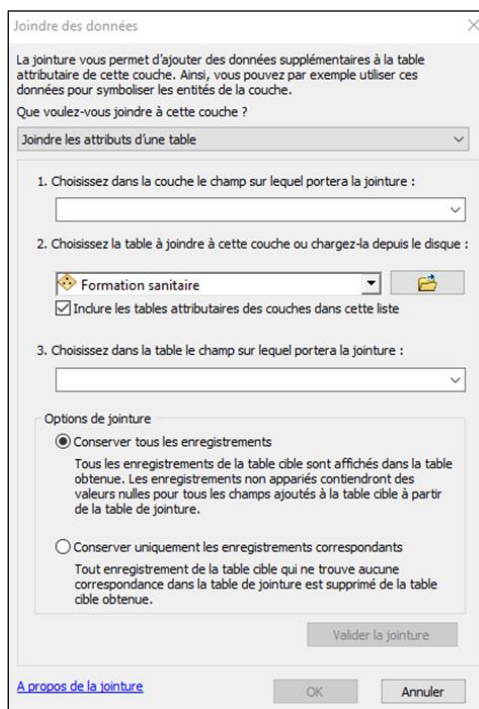 Joindre des données
La jointure vous permet d'ajouter des données supplémentaires à la table
attributaire de cette couche. Ainsi, vous pouvez par exemple utiliser ces
données pour symboliser les entités de la couche.
Que voulez-vous joindre à cette couche ?
Joindre les attributs d'une table
1. Choisissez dans la couche le champ sur lequel portera la jointure :
2. Choisissez la table à joindre à cette couche ou chargez-la depuis le disque :
Formation sanitaire
Inclure les tables attributaires des couches dans cette liste
3. Choisissez dans la table le champ sur lequel portera la jointure :
Options de jointure
Conserver tous les enregistrements
Tous les enregistrements de la table cible sont affichés dans la table
obtenue. Les enregistrements non appariés contiendront des
valeurs nulles pour tous les champs ajoutés à la table cible à partir
de la table de jointure.
Conserver uniquement les enregistrements correspondants
Tout enregistrement de la table cible qui ne trouve aucune
correspondance dans la table de jointure est supprimé de la table
cible obtenue.
Valider la jointure
A propos de la jointure
OK
Annuler